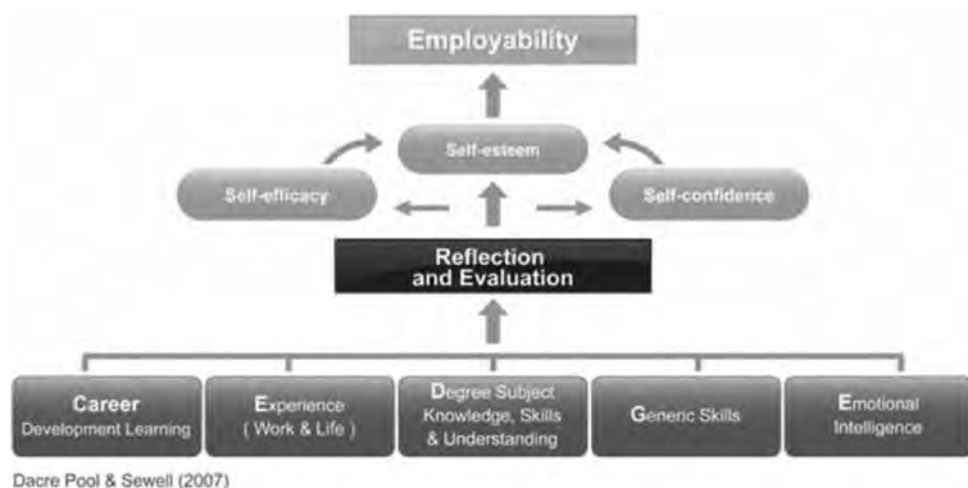 Employability
Self-esteem
Self-efficacy
Self-confidence
Reflection
and Evaluation
Career
Development Learning
Experience
( Work & Life )
Degree Subject
Knowledge, Skills
& Understanding
Generic Skills
Emotional
Intelligence
Dacre Pool & Sewell (2007)